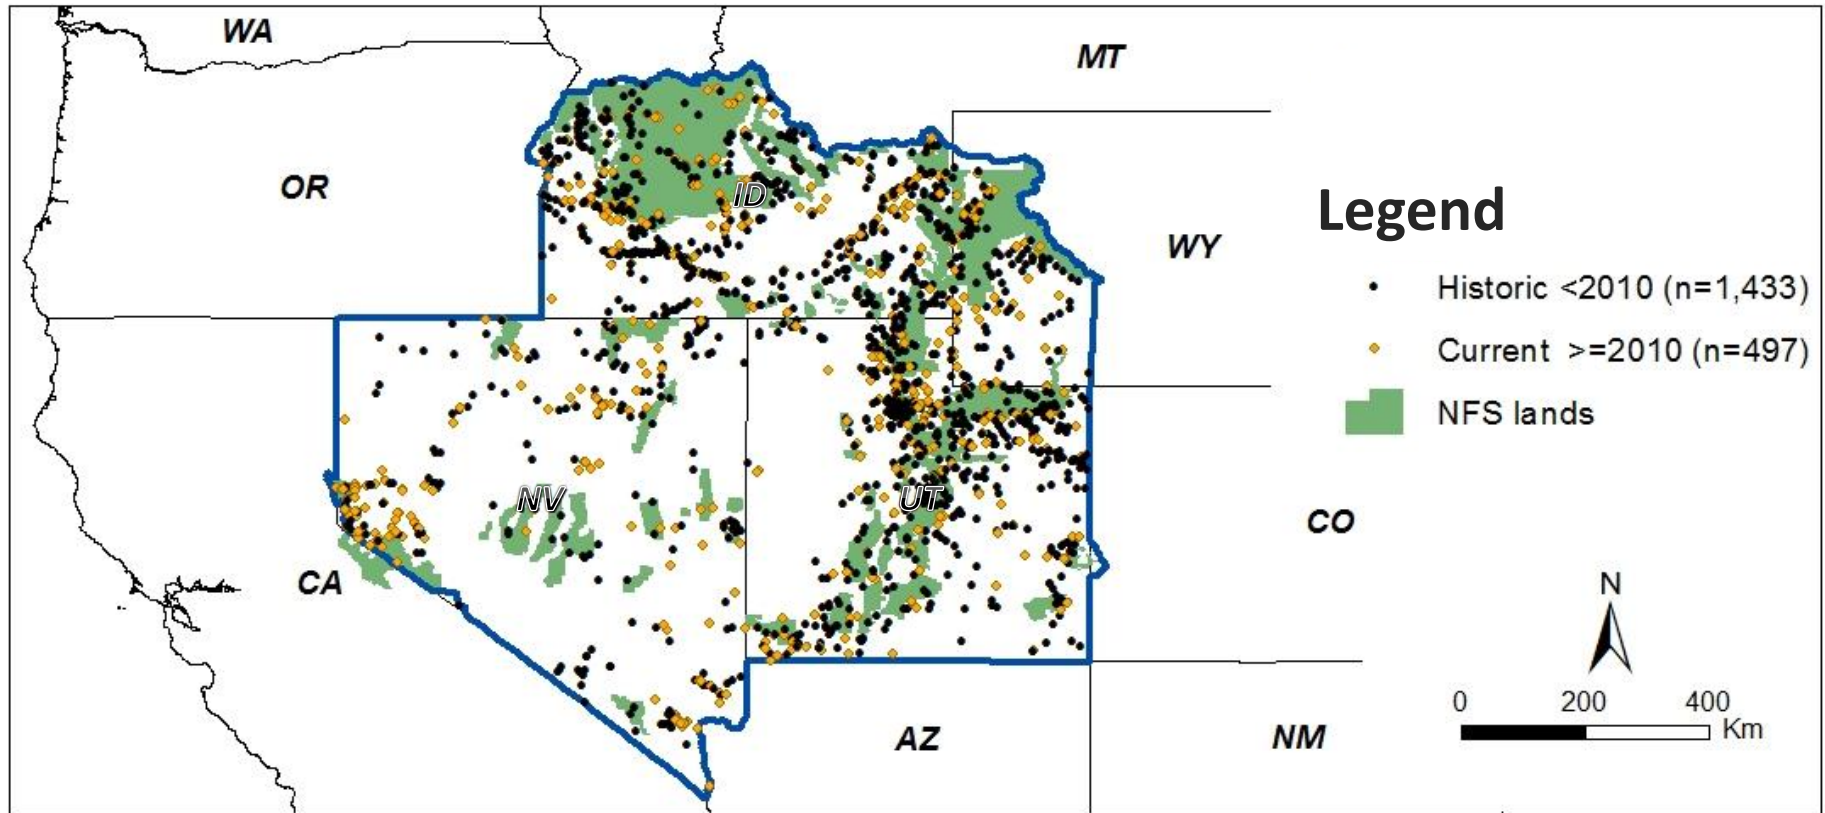 WA
MT
OR
ID
WY
Legend
Historic <2010 (n=1,433)
Current >=2010 (n=497)
NFS lands
NV
UT
CO
CA
N
0 200 400
Km
AZ
NM